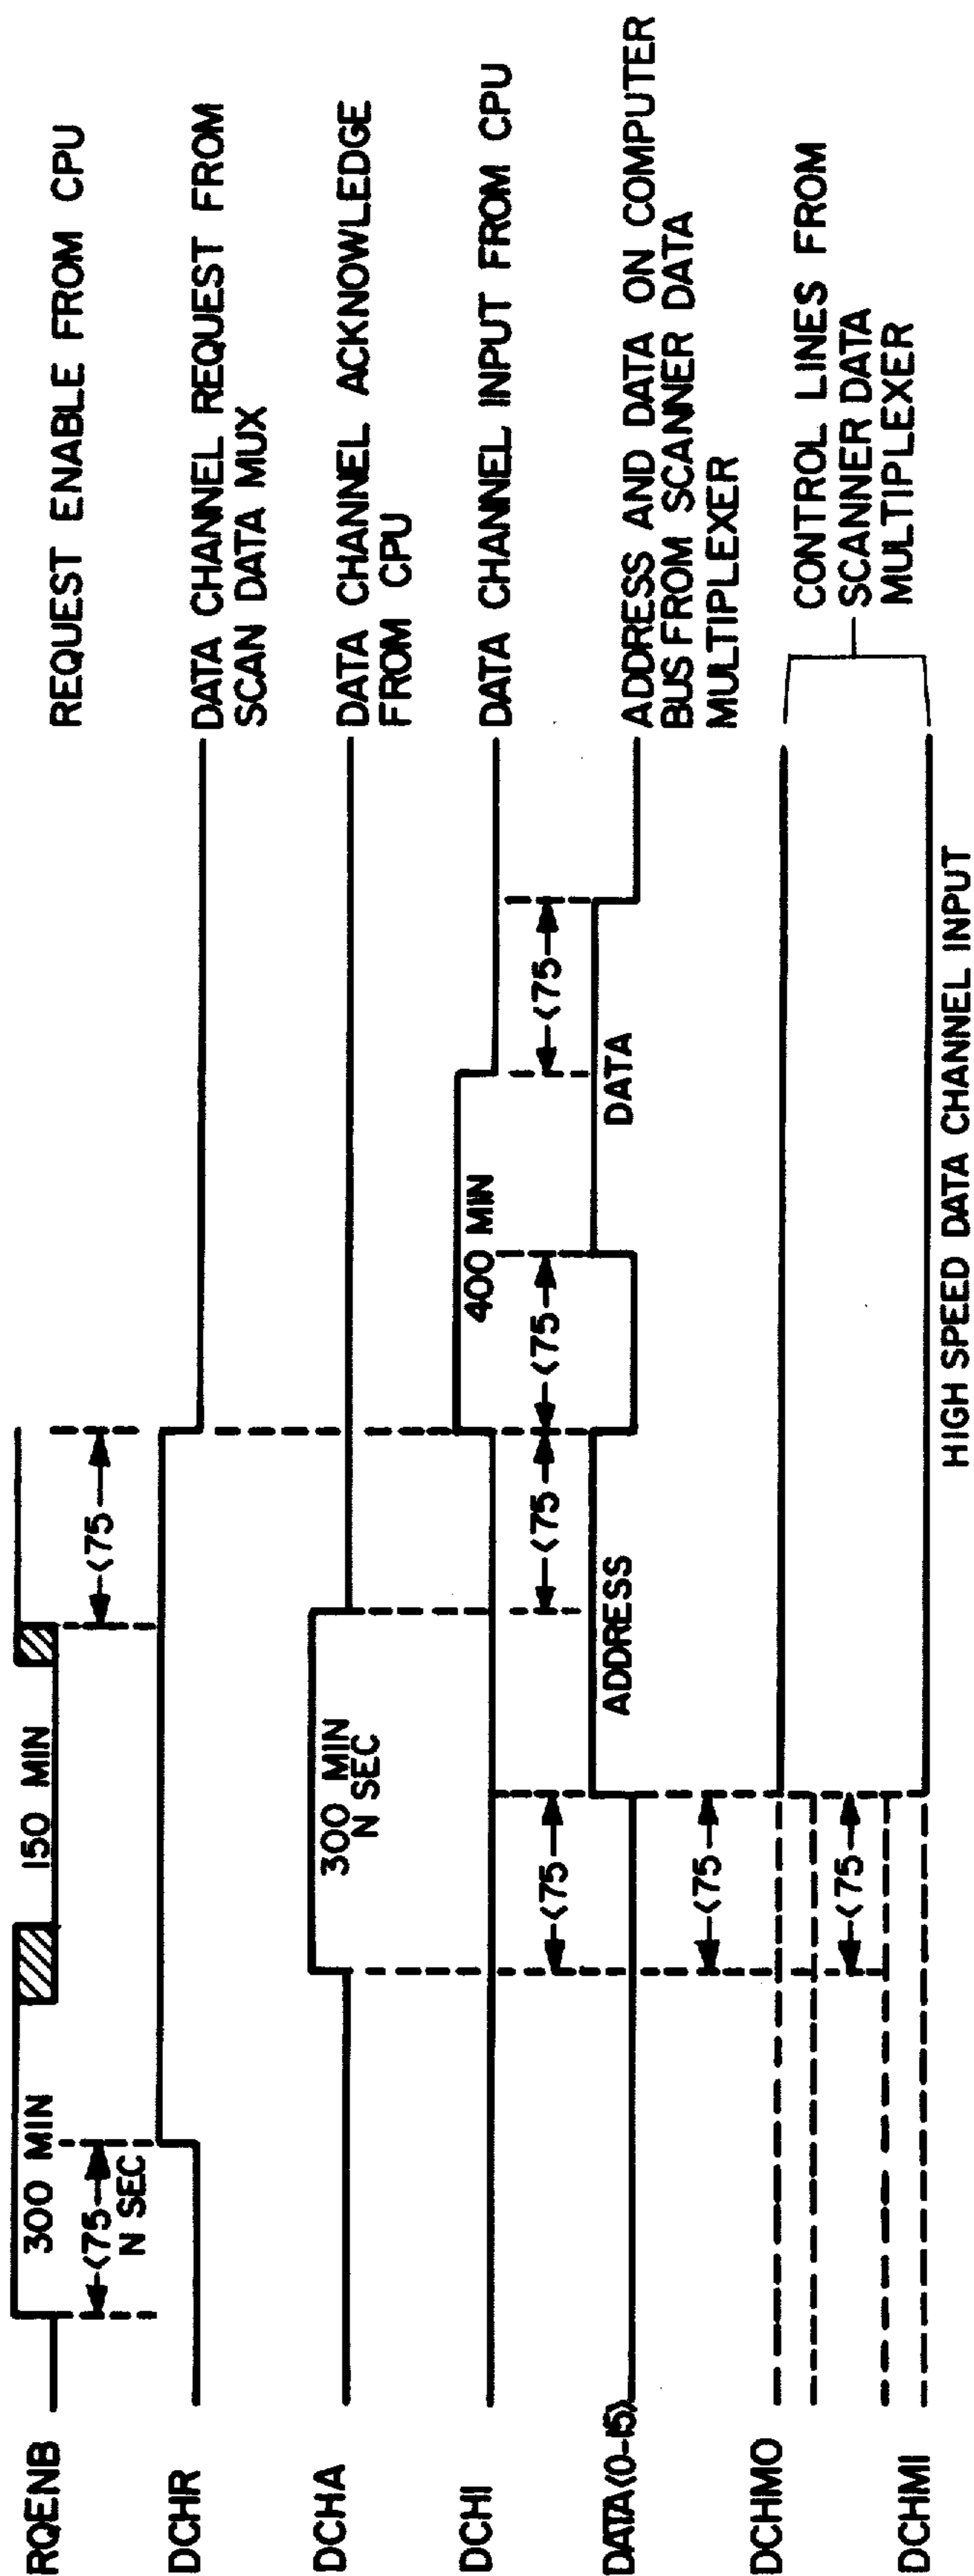 RQENB
300 MIN
<75
N SEC
150 MIN
<75
REQUEST ENABLE FROM CPU
DCHR
DATA CHANNEL REQUEST FROM
SCAN DATA MUX
DCHA
300 MIN
N SEC
DATA CHANNEL ACKNOWLEDGE
FROM CPU
DCHI
<75
<75
400 MIN
<75
<75
DATA CHANNEL INPUT FROM CPU
DATA<0-15>
ADDRESS
DATA
ADDRESS AND DATA ON COMPUTER
BUS FROM SCANNER DATA
MULTIPLEXER
DCHMO
<75
<75
DCHMI
CONTROL LINES FROM
SCANNER DATA
MULTIPLEXER
HIGH SPEED DATA CHANNEL INPUT